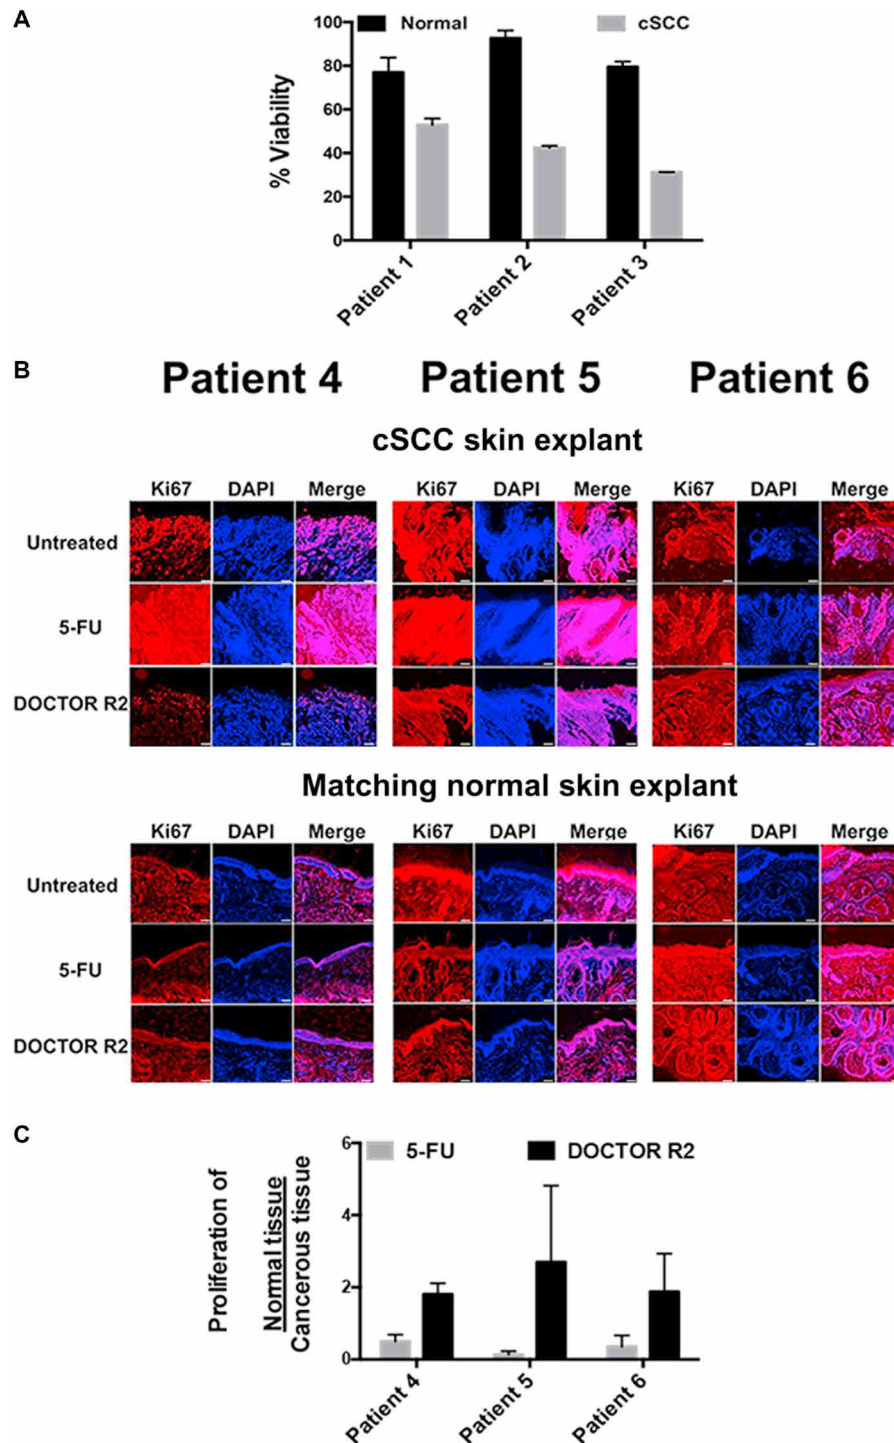 A
Normal cSCC
% Viability
100
80
60
40
20
0
Patient 1 Patient 2 Patient 3
B
Patient 4 Patient 5 Patient 6
cSCC skin explant
Ki67 DAPI Merge Ki67 DAPI Merge Ki67 DAPI Merge
Untreated
5-FU
DOCTOR R2
Matching normal skin explant
Ki67 DAPI Merge Ki67 DAPI Merge Ki67 DAPI Merge
Untreated
5-FU
DOCTOR R2
C
5-FU DOCTOR R2
Proliferation of
Normal tissue
Cancerous tissue
6
4
2
0
Patient 4 Patient 5 Patient 6